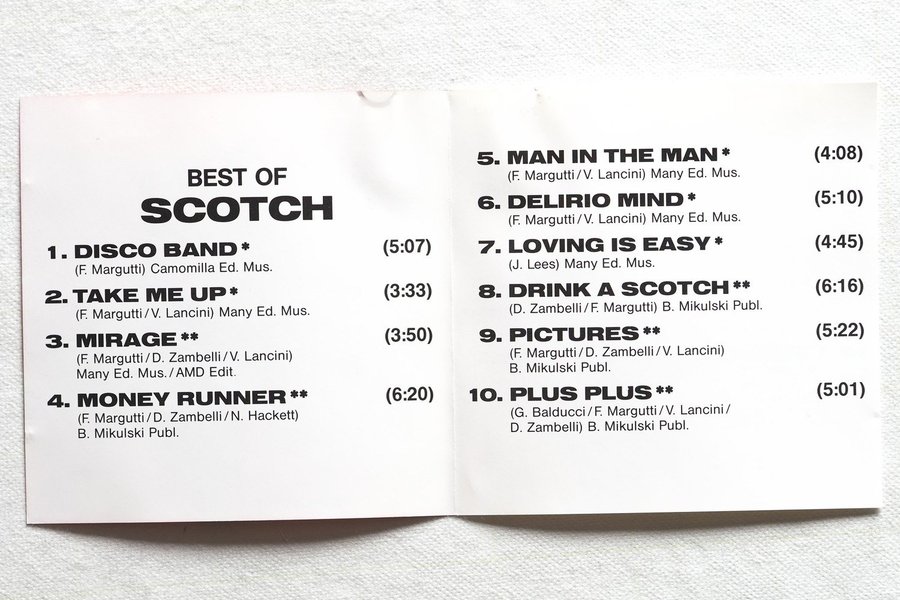 BEST OF
SCOTCH
1. DISCO BAND* (5:07)
(F. Margutti) Camomilla Ed. Mus.
2. TAKE ME UP* (3:33)
(F. Margutti/V. Lancini) Many Ed. Mus.
3. MIRAGE** (3:50)
(F. Margutti/D. Zambelli/V. Lancini)
Many Ed. Mus./AMD Edit.
4. MONEY RUNNER** (6:20)
(F. Margutti/D. Zambelli/N. Hackett)
B. Mikulski Publ.
5. MAN IN THE MAN* (4:08)
(F. Margutti/V. Lancini) Many Ed. Mus.
6. DELIRIO MIND* (5:10)
(F. Margutti/V. Lancini) Many Ed. Mus.
7. LOVING IS EASY* (4:45)
(J. Lees) Many Ed. Mus.
8. DRINK A SCOTCH** (6:16)
(D. Zambelli/F. Margutti) B. Mikulski Publ.
9. PICTURES** (5:22)
(F. Margutti/D. Zambelli/V. Lancini)
B. Mikulski Publ.
10. PLUS PLUS** (5:01)
(G. Balducci/F. Margutti/V. Lancini/
D. Zambelli) B. Mikulski Publ.